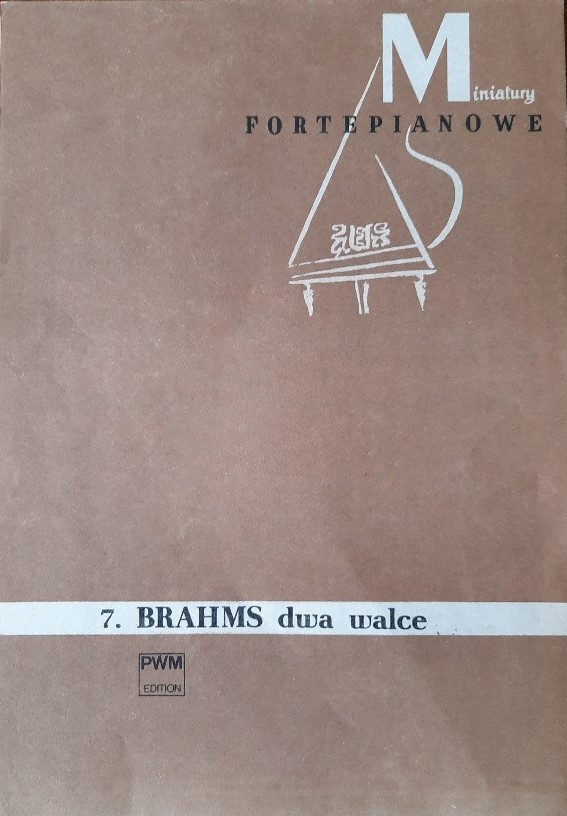 Miniatury
FORTEPIANOWE
7. BRAHMS dwa walce
PWM
EDITION